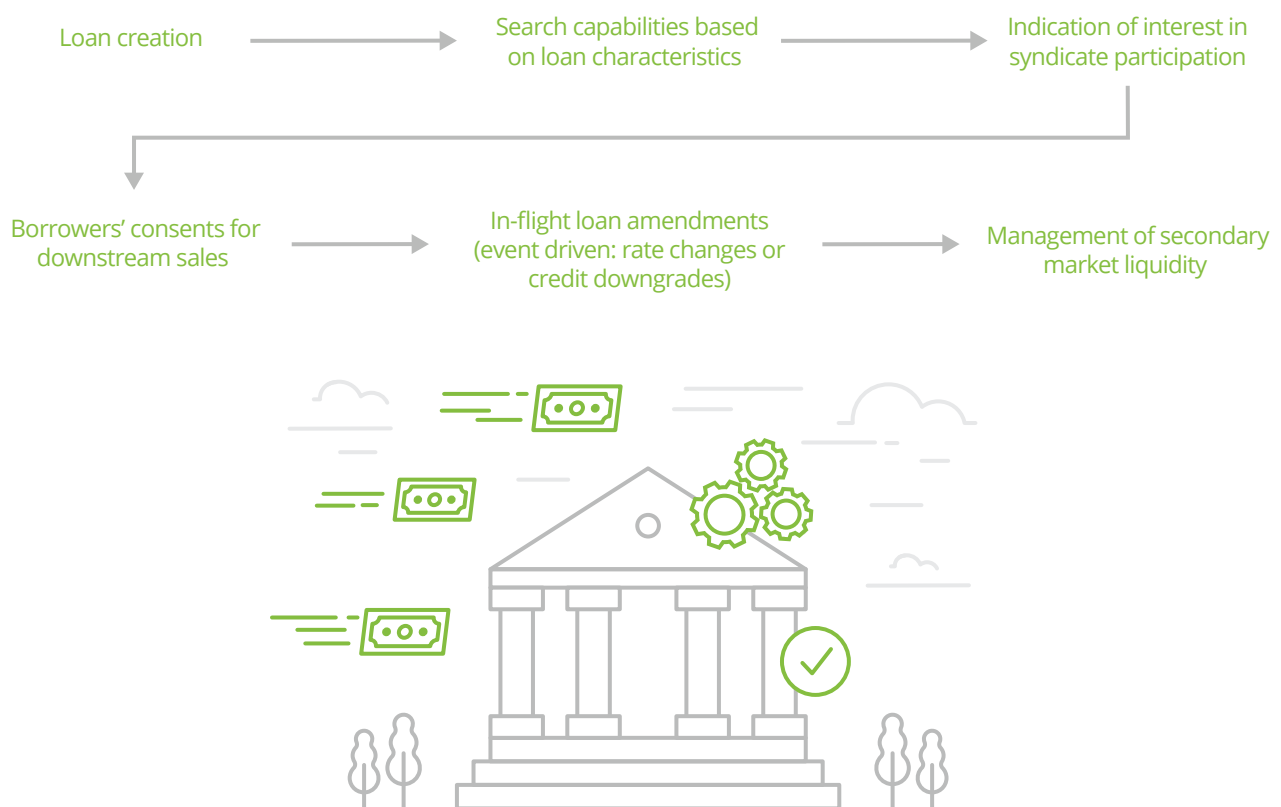 Loan creation
Search capabilities based
on loan characteristics
Indication of interest in
syndicate participation
Borrowers’ consents for
downstream sales
In-flight loan amendments
(event driven: rate changes or
credit downgrades)
Management of secondary
market liquidity